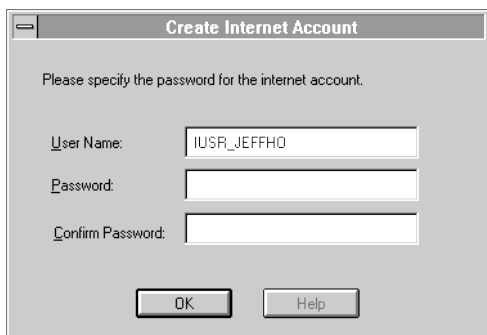 Create Internet Account
Please specify the password for the internet account.
User Name: IUSR_JEFFHO
Password:
Confirm Password:
OK Help